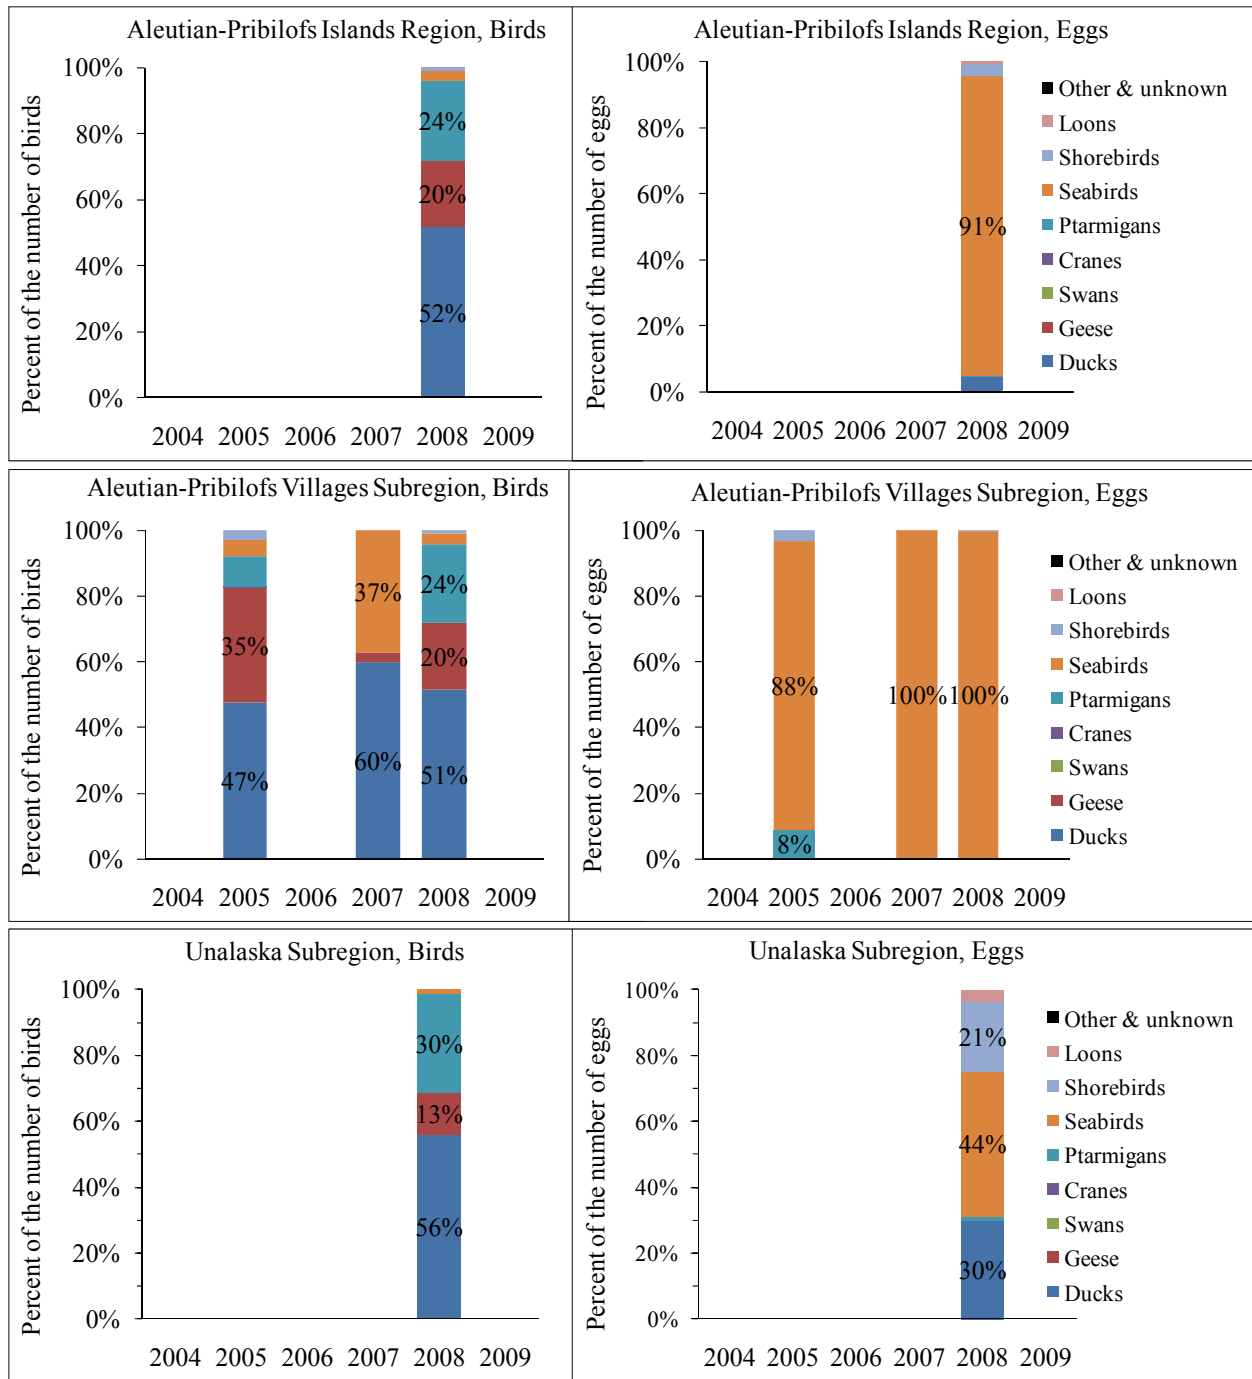 Aleutian-Pribilofs Islands Region, Birds
Percent of the number of birds
100%
80%
60%
40%
20%
0%
24%
20%
52%
2004 2005 2006 2007 2008 2009
Aleutian-Pribilofs Islands Region, Eggs
Percent of the number of eggs
100%
80%
60%
40%
20%
0%
91%
2004 2005 2006 2007 2008 2009
Other & unknown
Loons
Shorebirds
Seabirds
Ptarmigans
Cranes
Swans
Geese
Ducks
Aleutian-Pribilofs Villages Subregion, Birds
Percent of the number of birds
100%
80%
60%
40%
20%
0%
35%
47%
37%
60%
24%
20%
51%
2004 2005 2006 2007 2008 2009
Aleutian-Pribilofs Villages Subregion, Eggs
Percent of the number of eggs
100%
80%
60%
40%
20%
0%
88%
8%
100%
100%
2004 2005 2006 2007 2008 2009
Other & unknown
Loons
Shorebirds
Seabirds
Ptarmigans
Cranes
Swans
Geese
Ducks
Unalaska Subregion, Birds
Percent of the number of birds
100%
80%
60%
40%
20%
0%
30%
13%
56%
2004 2005 2006 2007 2008 2009
Unalaska Subregion, Eggs
Percent of the number of eggs
100%
80%
60%
40%
20%
0%
21%
44%
30%
2004 2005 2006 2007 2008 2009
Other & unknown
Loons
Shorebirds
Seabirds
Ptarmigans
Cranes
Swans
Geese
Ducks